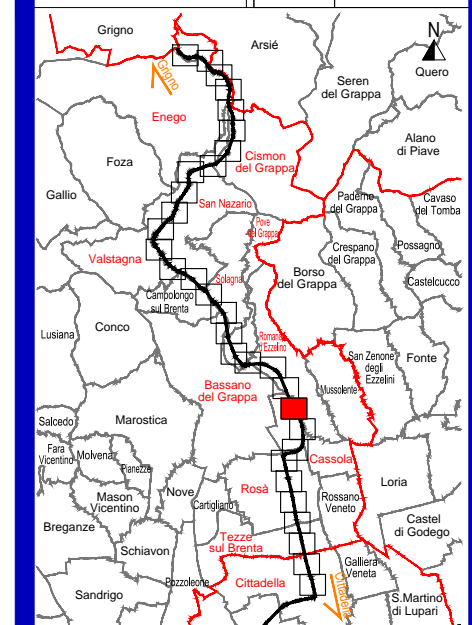 Grigno
Arsié
N
Quero
Seren
del Grappa
Grigno
Enego
Alano
di Piave
Foza
Cismon
del Grappa
Gallio
San Nazario
Paderno
del Grappa
Cavaso
del Tomba
Pove
del Grappa
Possagno
Crespano
del Grappa
Valstagna
Solagna
Borso
del Grappa
Castelcucco
Campolongo
sul Brenta
Lusiana
Conco
Romano
d'Ezzelino
San Zenone
degli
Ezzelini
Fonte
Bassano
del Grappa
Mussolente
Salcedo
Marostica
Fara
Vicentino
Molvena
Pianezze
Cassola
Loria
Rosà
Mason
Vicentino
Nove
Cartigliano
Rossano
Veneto
Breganze
Castel
di Godego
Schiavon
Tezze
sul Brenta
Galliera
Veneta
Pozzoleone
Cittadella
Cittadella
Sandrigo
S.Martino
di Lupari